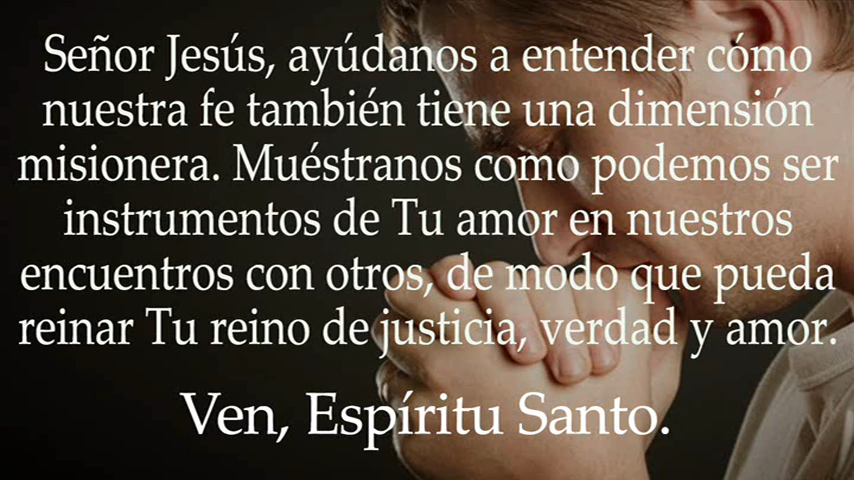 Señor Jesús, ayúdanos a entender cómo
nuestra fe también tiene una dimensión
misionera. Muéstranos como podemos ser
instrumentos de Tu amor en nuestros
encuentros con otros, de modo que pueda
reinar Tu reino de justicia, verdad y amor.
Ven, Espíritu Santo.